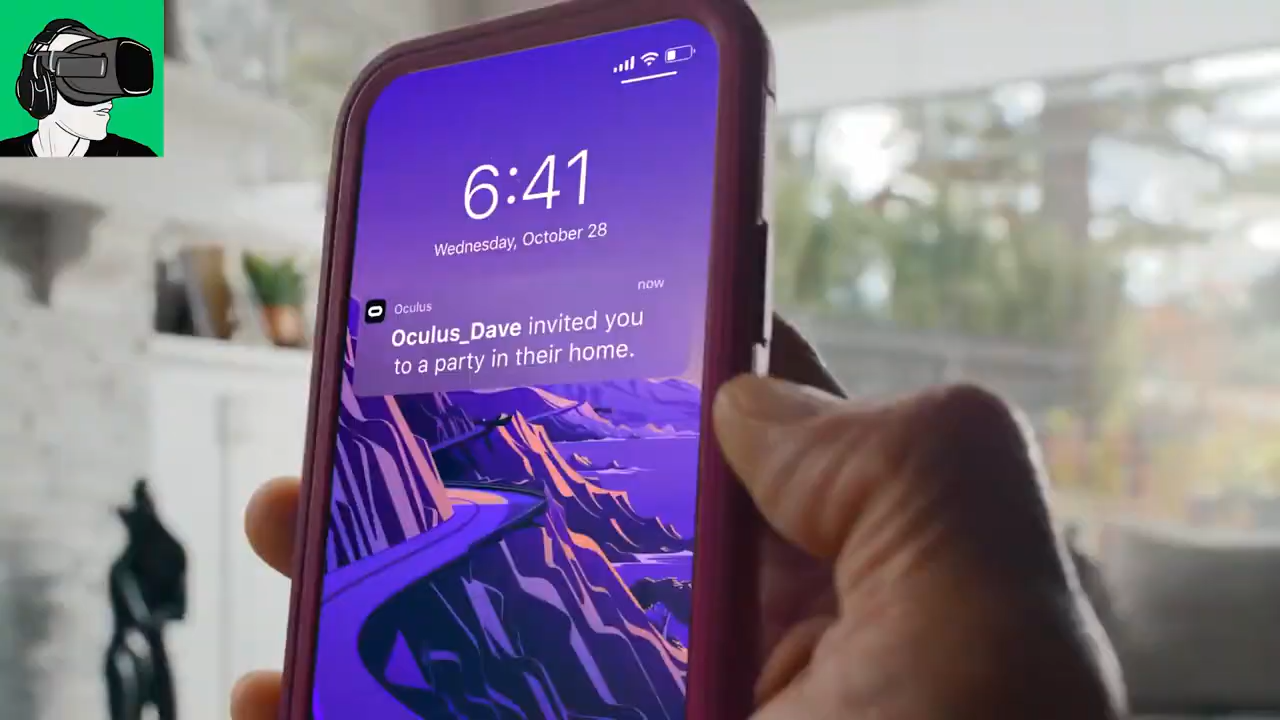 6:41
Wednesday, October 28
Oculus
now
Oculus_Dave invited you
to a party in their home.